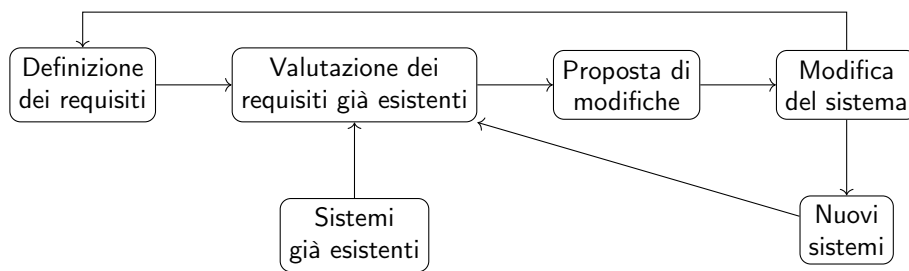 Definizione
dei requisiti
Valutazione dei
requisiti già esistenti
Proposta di
modifiche
Modifica
del sistema
Sistemi
già esistenti
Nuovi
sistemi